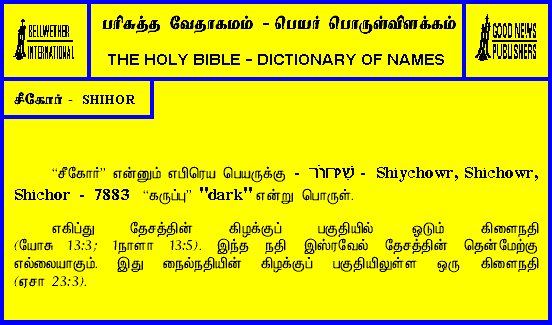 BELLWETHER
INTERNATIONAL
பரிசுத்த வேதாகமம் - பெயர் பொருள்விளக்கம்
THE HOLY BIBLE - DICTIONARY OF NAMES
GOOD NEWS
PUBLISHERS
சீகோர் - SHIHOR
“சீகோர்” என்னும் எபிரெய பெயருக்கு - שׁיחור - Shiychowr, Shichowr,
Shichor - 7883 “கருப்பு” "dark" என்று பொருள்.
எகிப்து தேசத்தின் கிழக்குப் பகுதியில் ஓடும் கிளைநதி
(யோசு 13:3; 1நாளா 13:5). இந்த நதி இஸ்ரவேல் தேசத்தின் தென்மேற்கு
எல்லையாகும். இது நைல்நதியின் கிழக்குப் பகுதியிலுள்ள ஒரு கிளைநதி
(ஏசா 23:3).